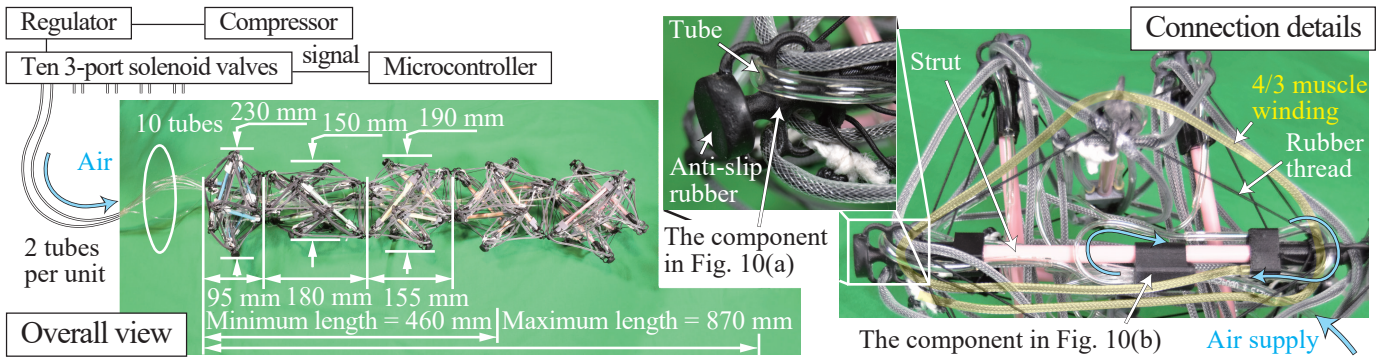 Regulator
Compressor
Ten 3-port solenoid valves
signal
Microcontroller
10 tubes
Air
2 tubes
per unit
230 mm
150 mm
190 mm
95 mm
180 mm
155 mm
Minimum length = 460 mm
Maximum length = 870 mm
Overall view
Tube
Anti-slip
rubber
The component
in Fig. 10(a)
Connection details
Strut
4/3 muscle
winding
Rubber
thread
The component in Fig. 10(b)
Air supply